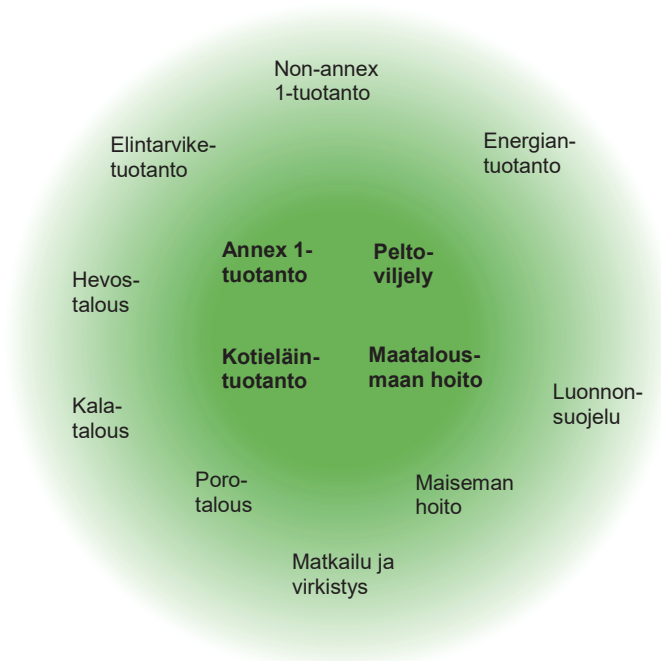 Non-annex
1-tuotanto
Elintarvike-
tuotanto
Energian-
tuotanto
Annex 1-
tuotanto
Pelto-
viljely
Hevos-
talous
Kotieläin-
tuotanto
Maatalous-
maan hoito
Kala-
talous
Luonnon-
suojelu
Poro-
talous
Maiseman
hoito
Matkailu ja
virkistys